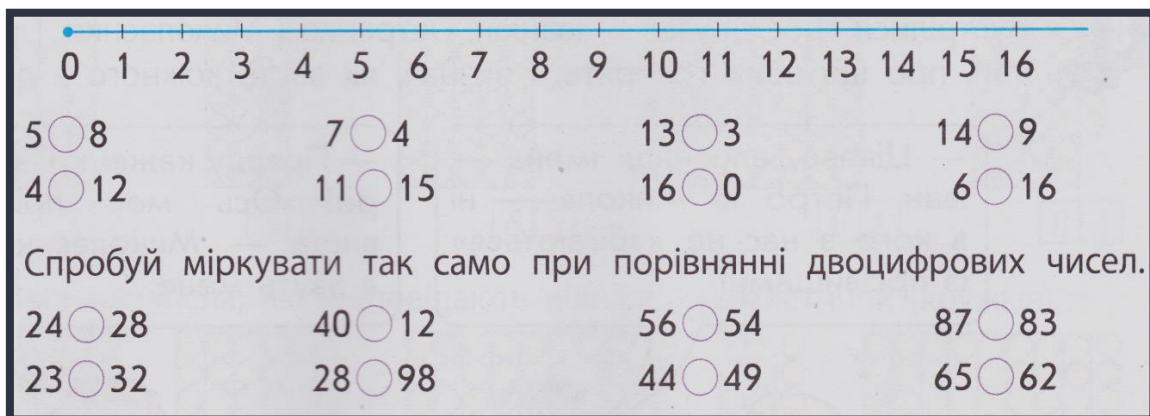 0 1 2 3 4 5 6 7 8 9 10 11 12 13 14 15 16
5 ◯ 8 7 ◯ 4 13 ◯ 3 14 ◯ 9
4 ◯ 12 11 ◯ 15 16 ◯ 0 6 ◯ 16
Спробуй міркувати так само при порівнянні двоцифрових чисел.
24 ◯ 28 40 ◯ 12 56 ◯ 54 87 ◯ 83
23 ◯ 32 28 ◯ 98 44 ◯ 49 65 ◯ 62